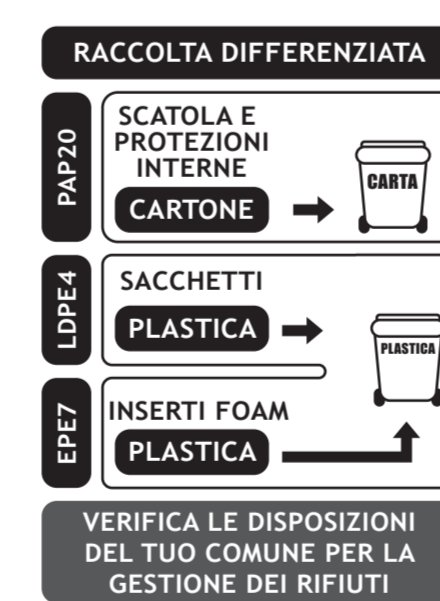 RACCOLTA DIFFERENZIATA
PAP20
SCATOLA E
PROTEZIONI
INTERNE
CARTONE
CARTA
LDPE4
SACCHETTI
PLASTICA
PLASTICA
EPE7
INSERTI FOAM
PLASTICA
VERIFICA LE DISPOSIZIONI
DEL TUO COMUNE PER LA
GESTIONE DEI RIFIUTI